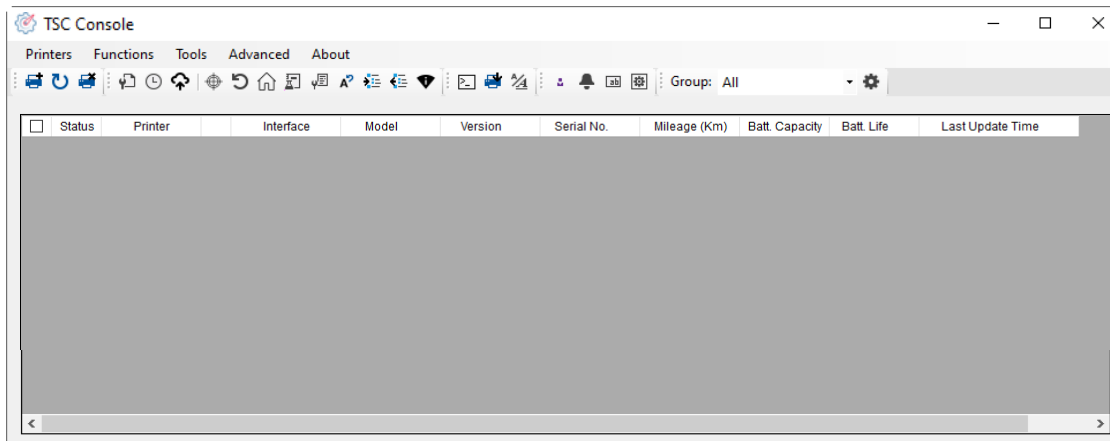 TSC Console
Printers Functions Tools Advanced About
Group: All
Status Printer Interface Model Version Serial No. Mileage (Km) Batt. Capacity Batt. Life Last Update Time